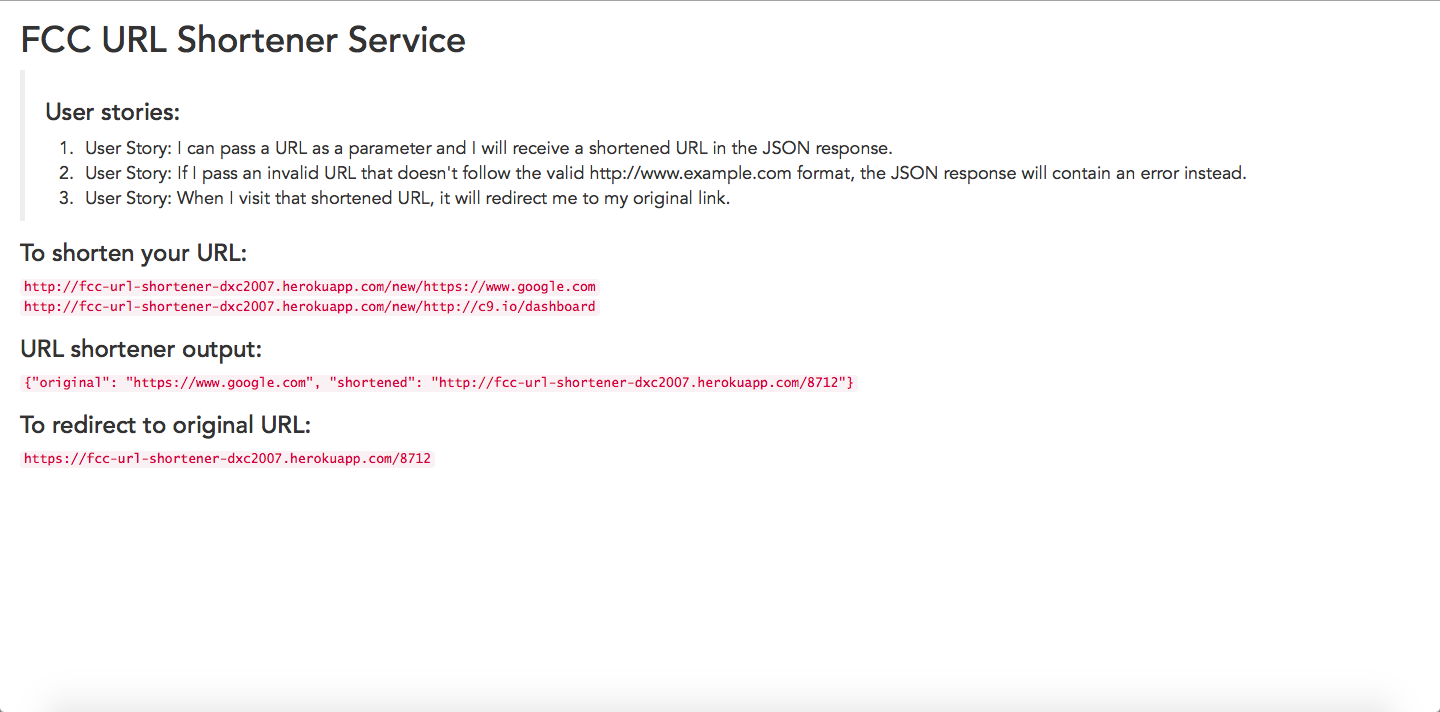 FCC URL Shortener Service
User stories:
1. User Story: I can pass a URL as a parameter and I will receive a shortened URL in the JSON response.
2. User Story: If I pass an invalid URL that doesn't follow the valid http://www.example.com format, the JSON response will contain an error instead.
3. User Story: When I visit that shortened URL, it will redirect me to my original link.
To shorten your URL:
http://fcc-url-shortener-dxc2007.herokuapp.com/new/https://www.google.com
http://fcc-url-shortener-dxc2007.herokuapp.com/new/http://c9.io/dashboard
URL shortener output:
{"original": "https://www.google.com", "shortened": "http://fcc-url-shortener-dxc2007.herokuapp.com/8712"}
To redirect to original URL:
https://fcc-url-shortener-dxc2007.herokuapp.com/8712